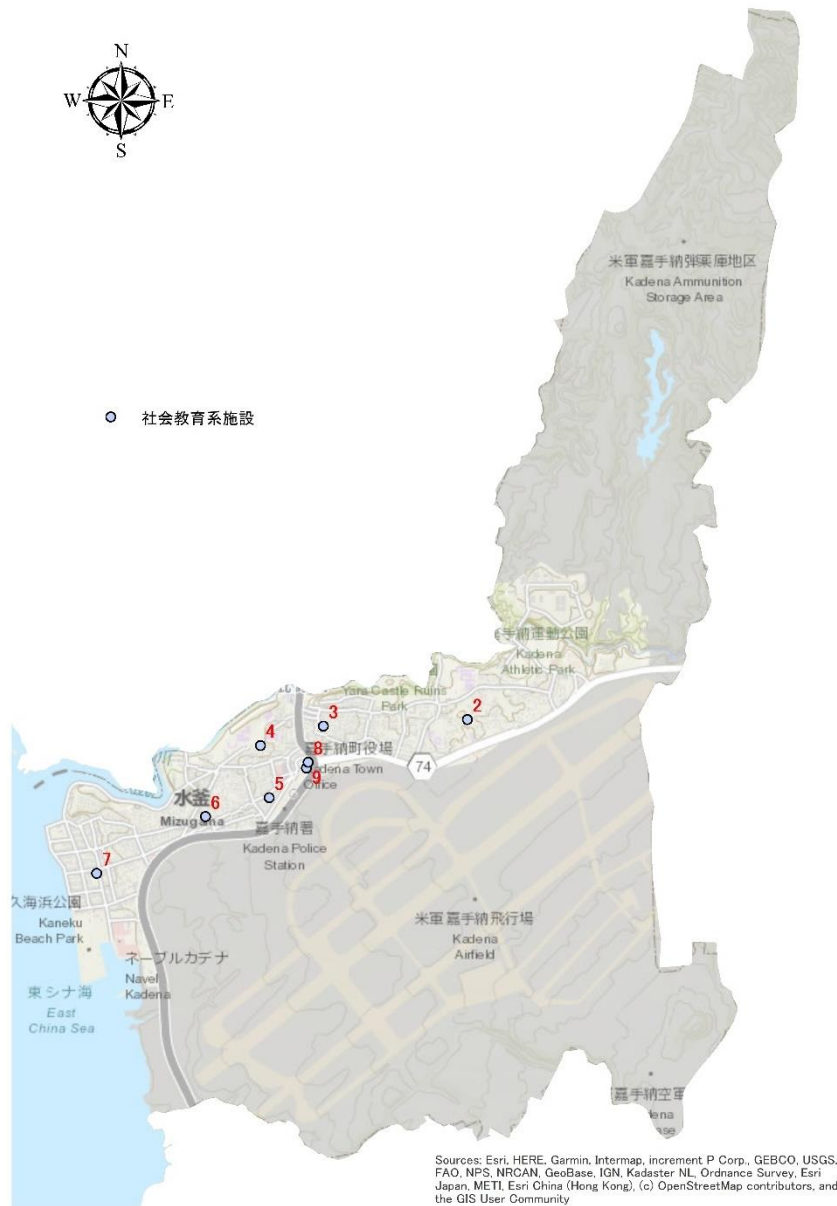 N
W
E
S
米軍嘉手納弾薬庫地区
Kadena Ammunition
Storage Area
社会教育系施設
手納運動公園
Kadena
Athletic Park
Yara Castle Ruins
Park
2
3
4
嘉手納町役場
8
Kadena Town
9
Office
74
5
水釜
6
Mizugama
嘉手納署
Kadena Police
Station
7
久海浜公園
Kaneku
Beach Park
米軍嘉手納飛行場
Kadena
Airfield
ネーブルカデナ
Navel
Kadena
東シナ海
East
China Sea
嘉手納空軍
dena
ase
Sources: Esri, HERE, Garmin, Intermap, increment P Corp., GEBCO, USGS,
FAO, NPS, NRCAN, GeoBase, IGN, Kadaster NL, Ordnance Survey, Esri
Japan, METI, Esri China (Hong Kong), (c) OpenStreetMap contributors, and
the GIS User Community